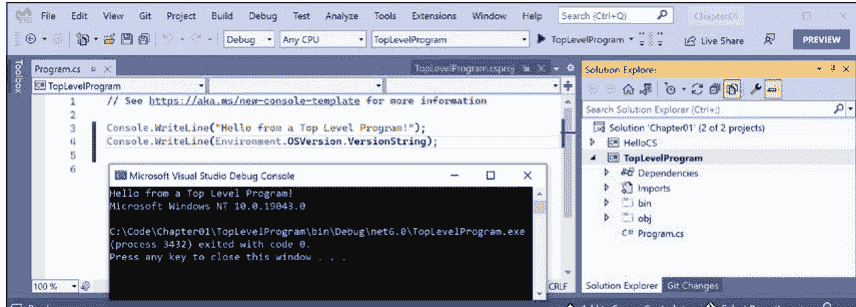 File Edit View Git Project Build Debug Test Analyze Tools Extensions Window Help Search (Ctrl+Q) Chapter01
Debug Any CPU TopLevelProgram TopLevelProgram Live Share PREVIEW
Toolbox
Program.cs TopLevelProgram.csproj
TopLevelProgram
1 // See https://aka.ms/new-console-template for more information
2
3 Console.WriteLine("Hello from a Top Level Program!");
4 Console.WriteLine(Environment.OSVersion.VersionString);
5
6
Microsoft Visual Studio Debug Console
Hello from a Top Level Program!
Microsoft Windows NT 10.0.19043.0
C:\Code\Chapter01\TopLevelProgram\bin\Debug\net6.0\TopLevelProgram.exe
(process 3432) exited with code 0.
Press any key to close this window . . .
100 % CRLF
Solution Explorer
Search Solution Explorer (Ctrl+;)
Solution 'Chapter01' (2 of 2 projects)
HelloCS
TopLevelProgram
Dependencies
Imports
bin
obj
C# Program.cs
Solution Explorer Git Changes